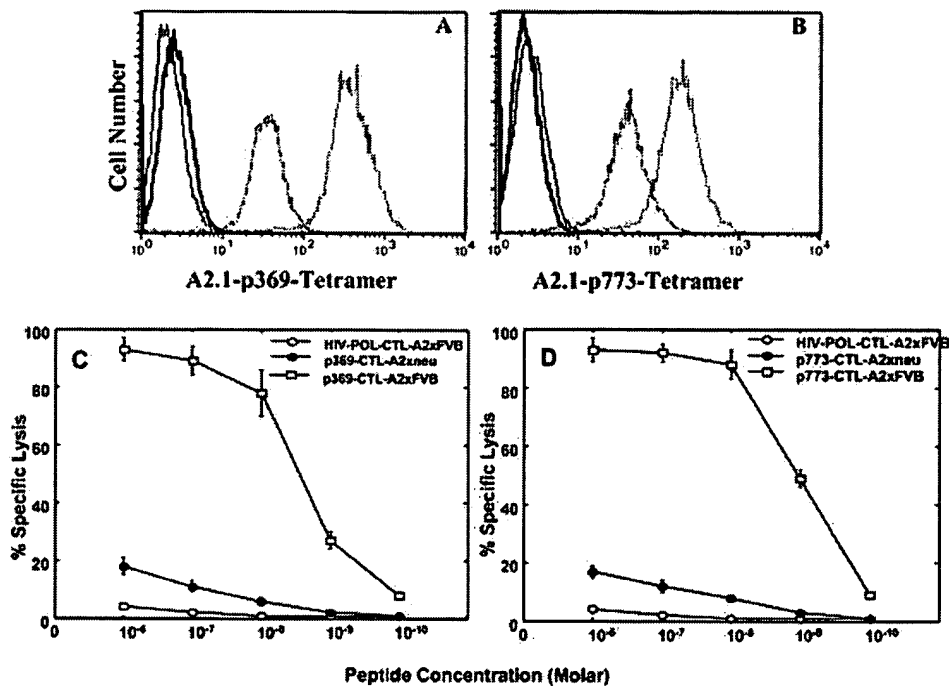 A
B
Cell Number
10⁰ 10¹ 10² 10³ 10⁴
10⁰ 10¹ 10² 10³ 10⁴
A2.1-p369-Tetramer
A2.1-p773-Tetramer
C
HIV-POL-CTL-A2xFVB
p369-CTL-A2xneu
p369-CTL-A2xFVB
% Specific Lysis
100
80
60
40
20
0
0 10⁻⁶ 10⁻⁷ 10⁻⁸ 10⁻⁹ 10⁻¹⁰
D
HIV-POL-CTL-A2xFVB
p773-CTL-A2xneu
p773-CTL-A2xFVB
% Specific Lysis
100
80
60
40
20
0
0 10⁻⁶ 10⁻⁷ 10⁻⁸ 10⁻⁹ 10⁻¹⁰
Peptide Concentration (Molar)